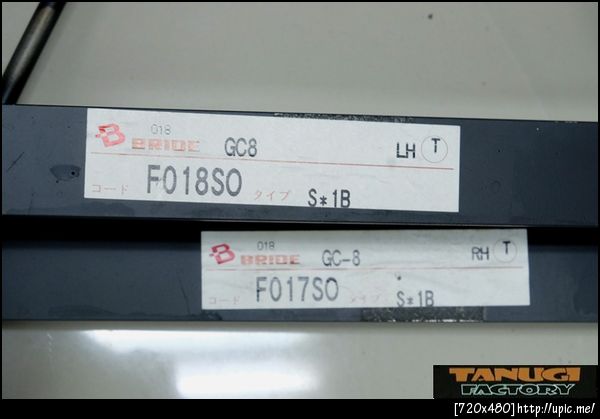 018
BRIDE GC8 LH T
コード F018SO タイプ S*1B
018
BRIDE GC-8 RH T
コード F017SO タイプ S*1B
TANUGI
FACTORY
[720x480]http://upic.me/